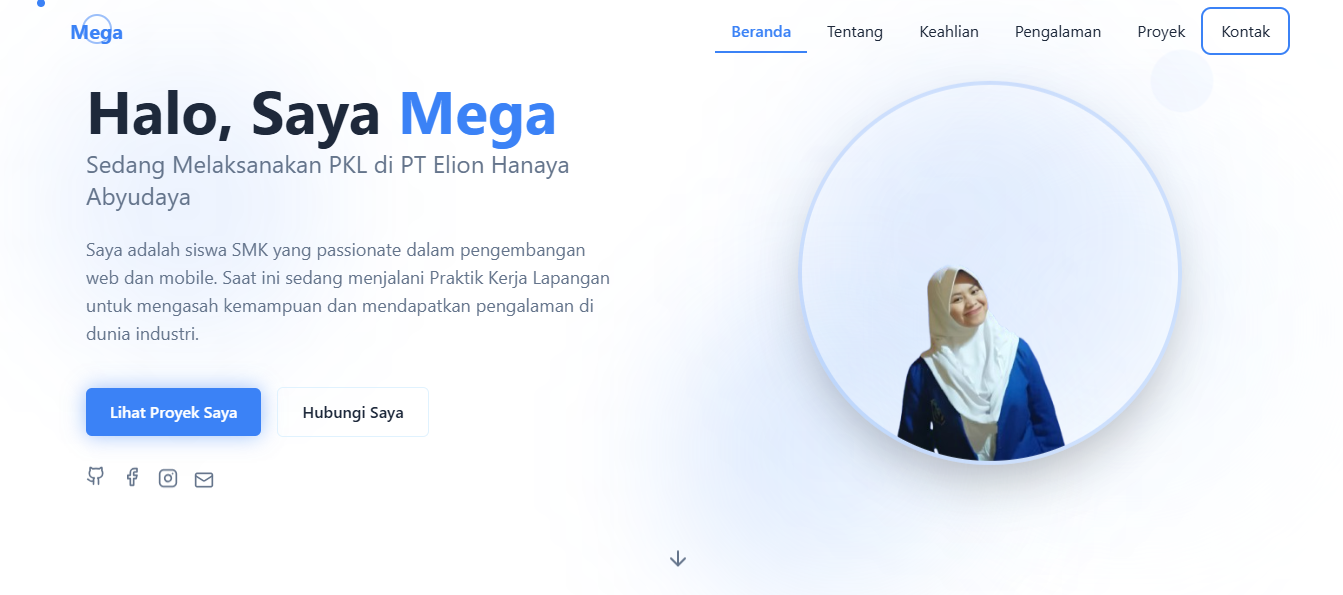 Mega
Beranda
Tentang
Keahlian
Pengalaman
Proyek
Kontak
Halo, Saya Mega
Sedang Melaksanakan PKL di PT Elion Hanaya
Abyudaya
Saya adalah siswa SMK yang passionate dalam pengembangan
web dan mobile. Saat ini sedang menjalani Praktik Kerja Lapangan
untuk mengasah kemampuan dan mendapatkan pengalaman di
dunia industri.
Lihat Proyek Saya
Hubungi Saya